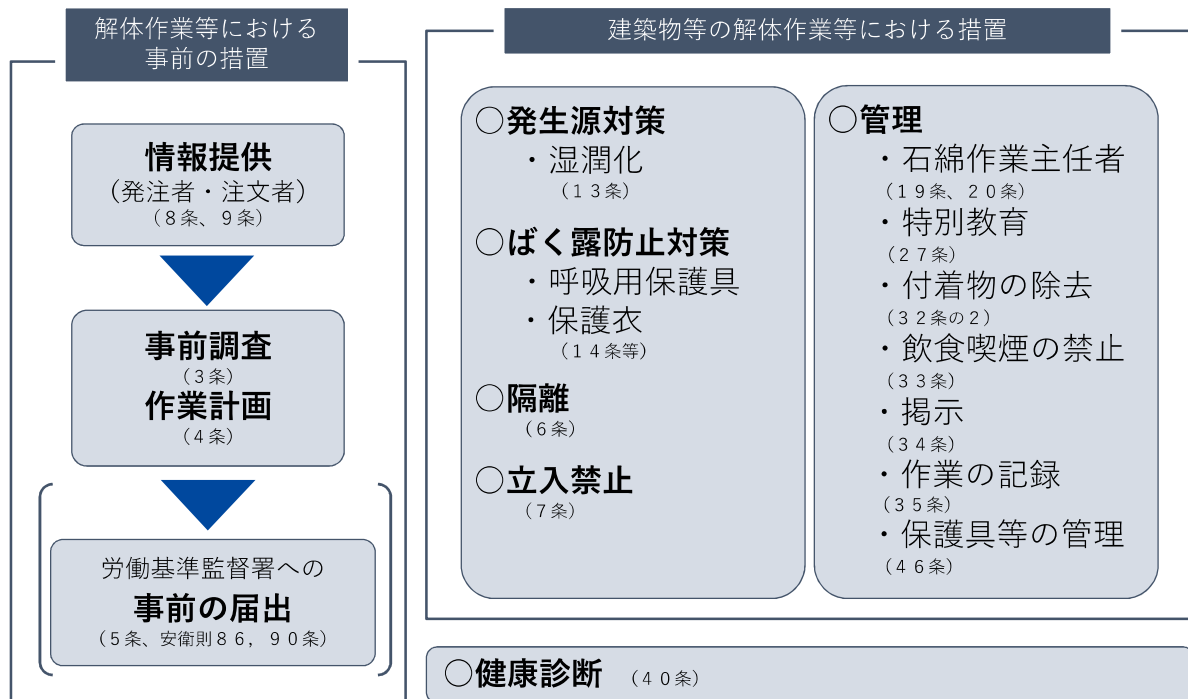 解体作業等における
事前の措置
情報提供
（発注者・注文者）
（８条、９条）
事前調査
（３条）
作業計画
（４条）
労働基準監督署への
事前の届出
（５条、安衛則８６，９０条）
建築物等の解体作業等における措置
○発生源対策
・湿潤化
（１３条）
○ばく露防止対策
・呼吸用保護具
・保護衣
（１４条等）
○隔離
（６条）
○立入禁止
（７条）
○管理
・石綿作業主任者
（１９条、２０条）
・特別教育
（２７条）
・付着物の除去
（３２条の２）
・飲食喫煙の禁止
（３３条）
・掲示
（３４条）
・作業の記録
（３５条）
・保護具等の管理
（４６条）
○健康診断 （４０条）